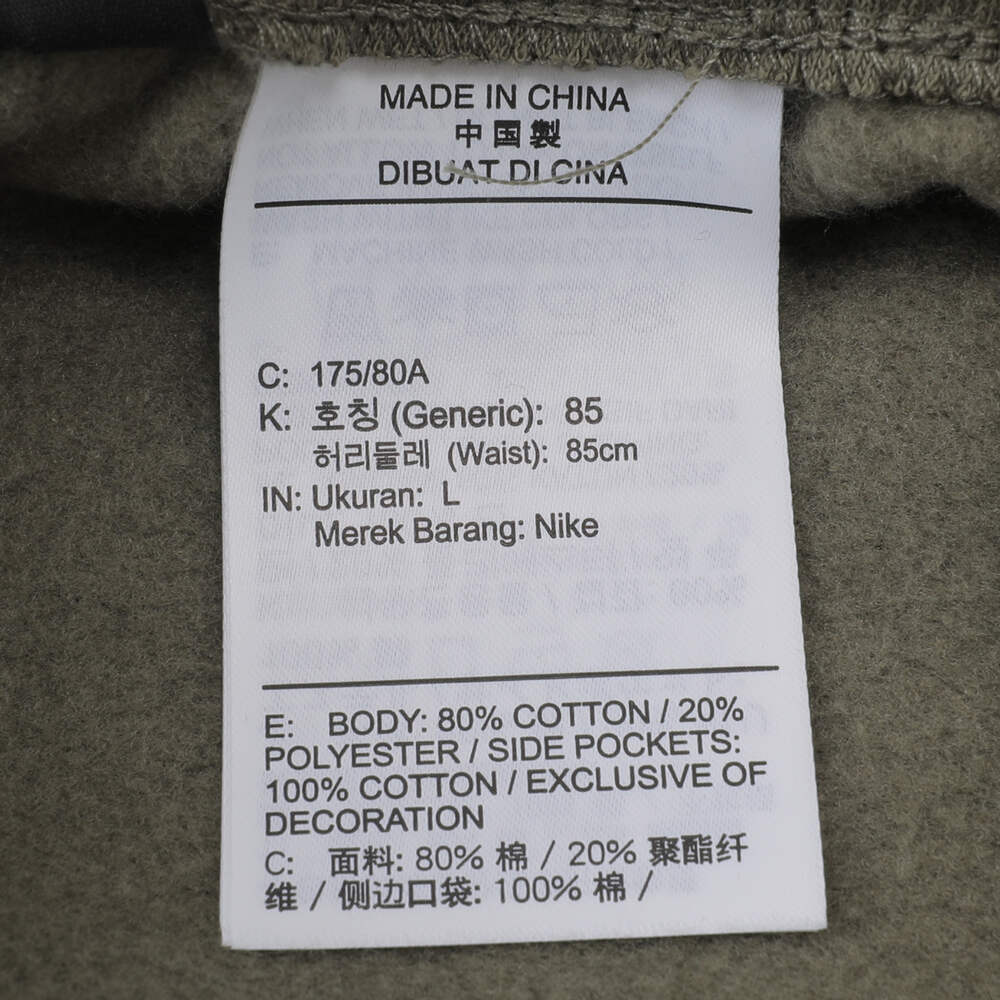 MADE IN CHINA
中国製
DIBUAT DI CINA
C: 175/80A
K: 호칭 (Generic): 85
허리둘레 (Waist): 85cm
IN: Ukuran: L
Merek Barang: Nike
E: BODY: 80% COTTON / 20%
POLYESTER / SIDE POCKETS:
100% COTTON / EXCLUSIVE OF
DECORATION
C: 面料: 80% 棉 / 20% 聚酯纤
维 / 侧边口袋: 100% 棉 /